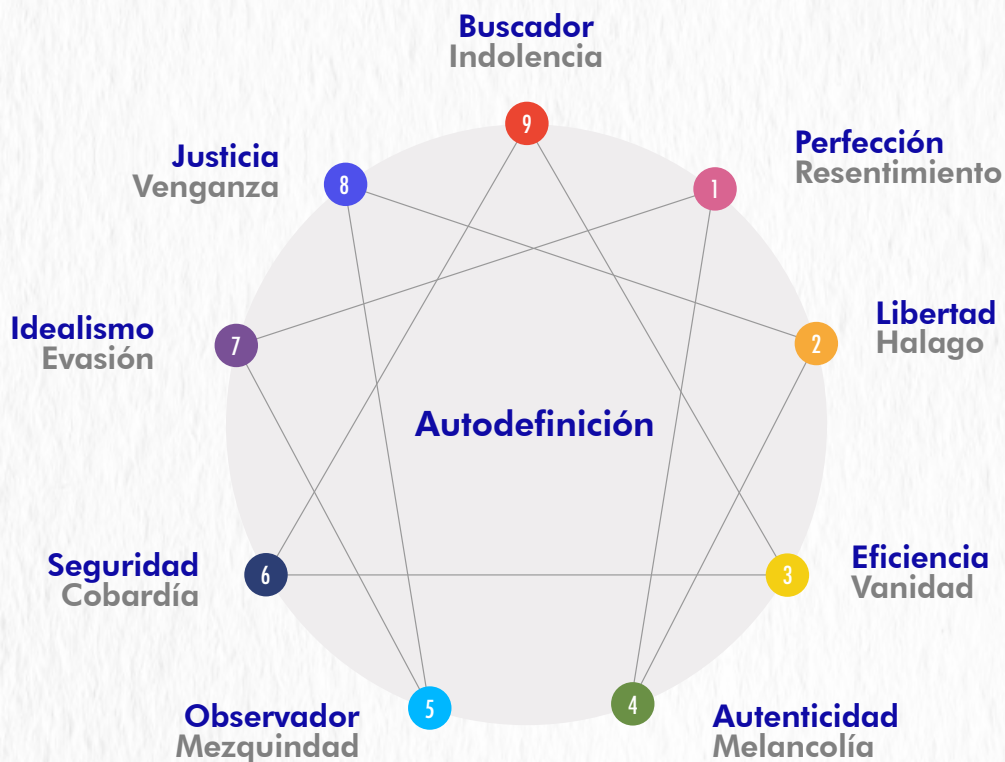 Buscador
Indolencia
9
Justicia
Venganza
8
Perfección
Resentimiento
1
Idealismo
Evasión
7
Libertad
Halago
2
Autodefinición
Seguridad
Cobardía
6
Eficiencia
Vanidad
3
Observador
Mezquindad
5
Autenticidad
Melancolía
4